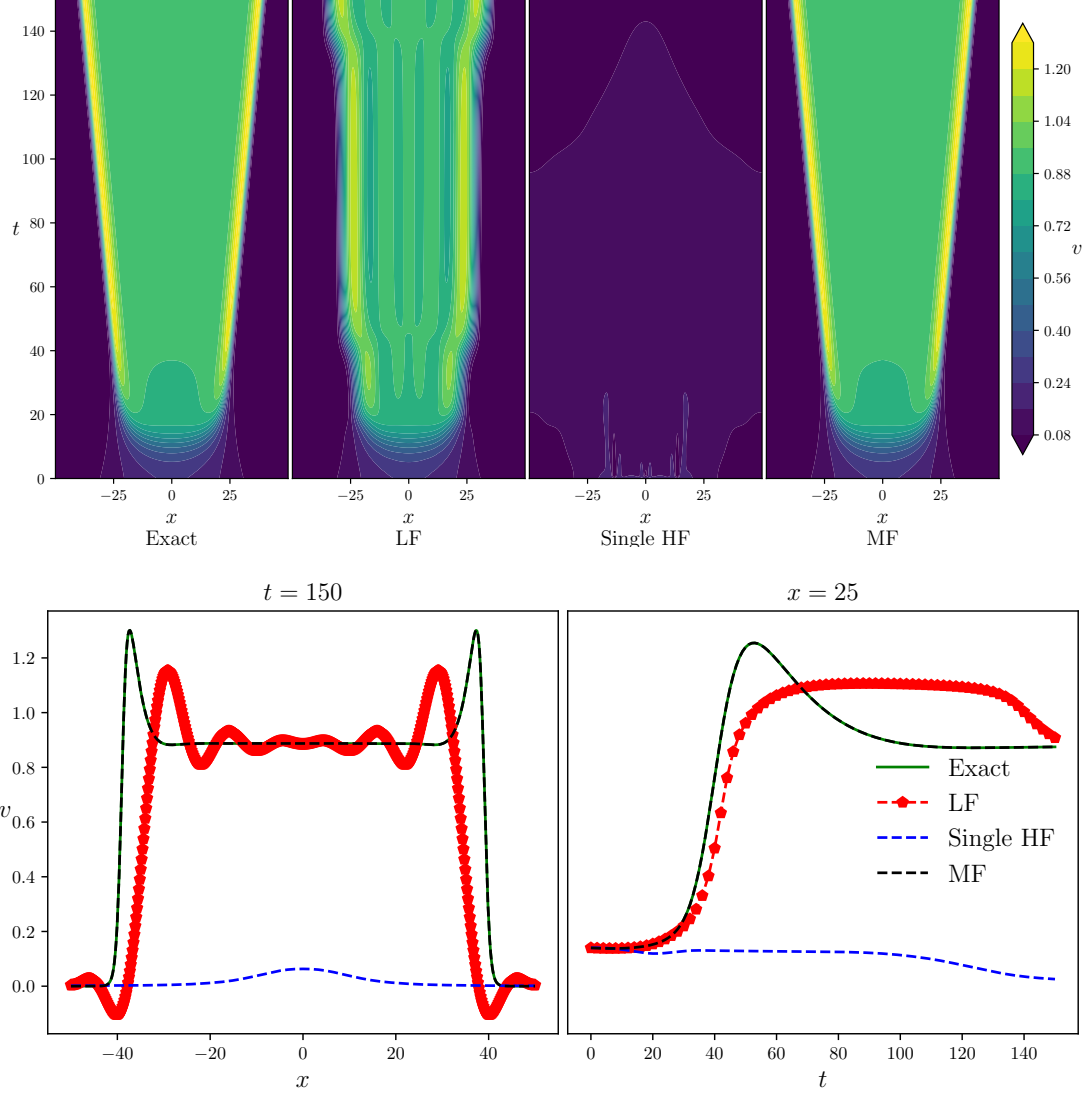 140
120
100
80
60
40
20
0
t
−25 0 25
−25 0 25
−25 0 25
−25 0 25
x x x x
Exact LF Single HF MF
1.20
1.04
0.88
0.72
0.56
0.40
0.24
0.08
v
t = 150
1.2
1.0
0.8
0.6
0.4
0.2
0.0
v
−40 −20 0 20 40
x
x = 25
Exact
LF
Single HF
MF
0 20 40 60 80 100 120 140
t